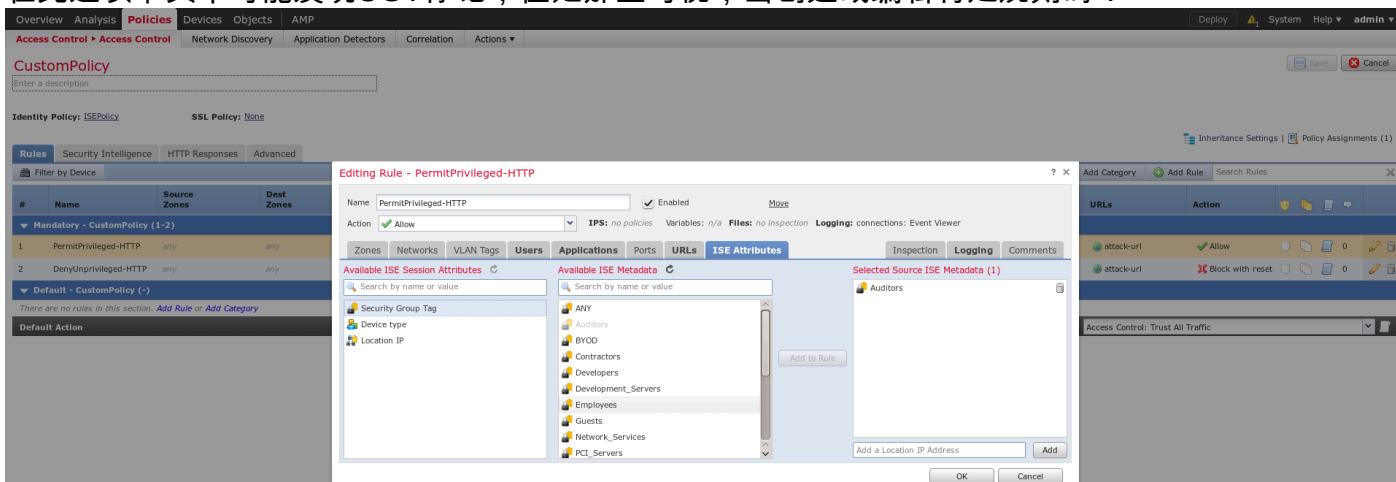 Overview Analysis Policies Devices Objects AMP Deploy System Help ▾ admin ▾
Access Control ▸ Access Control Network Discovery Application Detectors Correlation Actions ▾
CustomPolicy
Save Cancel
Enter a description
Identity Policy: ISEPolicy SSL Policy: None
Inheritance Settings | Policy Assignments (1)
Rules Security Intelligence HTTP Responses Advanced
Filter by Device
Add Category Add Rule Search Rules
# Name Source Zones Dest Zones URLs Action
Mandatory - CustomPolicy (1-2)
1 PermitPrivileged-HTTP any any attack-url Allow 0
2 DenyUnprivileged-HTTP any any attack-url Block with reset 0
Default - CustomPolicy (-)
There are no rules in this section. Add Rule or Add Category
Default Action Access Control: Trust All Traffic
Editing Rule - PermitPrivileged-HTTP ? ×
Name PermitPrivileged-HTTP Enabled Move
Action Allow IPS: no policies Variables: n/a Files: no inspection Logging: connections: Event Viewer
Zones Networks VLAN Tags Users Applications Ports URLs ISE Attributes Inspection Logging Comments
Available ISE Session Attributes
Search by name or value
Security Group Tag
Device type
Location IP
Available ISE Metadata
Search by name or value
ANY
Auditors
BYOD
Contractors
Developers
Development_Servers
Employees
Guests
Network_Services
PCI_Servers
Add to Rule
Selected Source ISE Metadata (1)
Auditors
Add a Location IP Address Add
OK Cancel